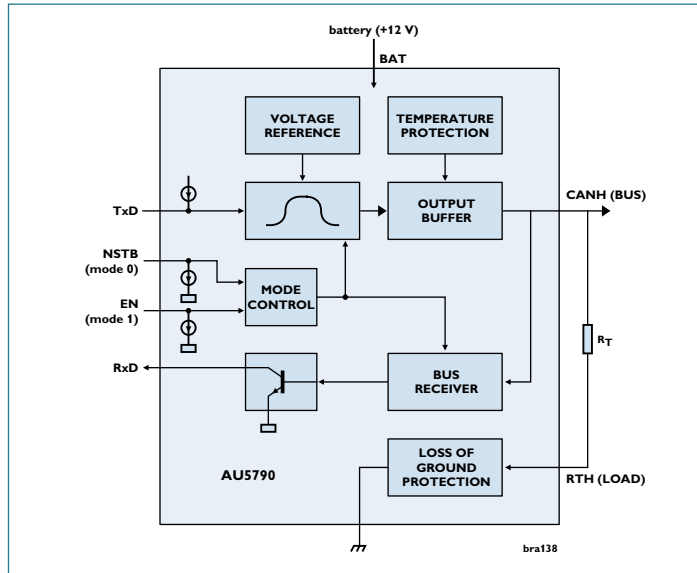 battery (+12 V)
BAT
VOLTAGE
REFERENCE
TEMPERATURE
PROTECTION
TxD
OUTPUT
BUFFER
CANH (BUS)
NSTB
(mode 0)
MODE
CONTROL
EN
(mode 1)
RT
RxD
BUS
RECEIVER
LOSS OF
GROUND
PROTECTION
RTH (LOAD)
AU5790
bra138